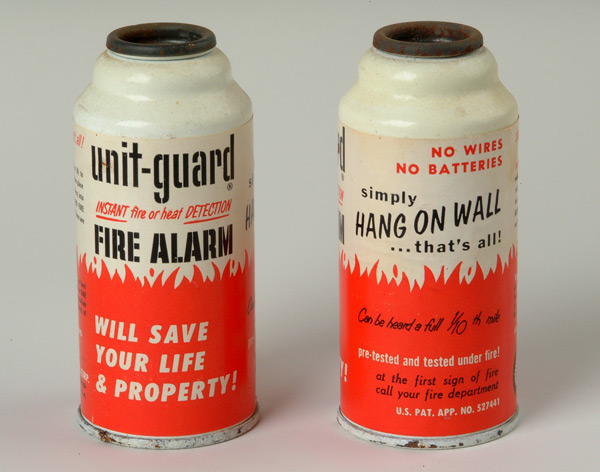 unit-guard®
INSTANT fire or heat DETECTION
FIRE ALARM
WILL SAVE
YOUR LIFE
& PROPERTY!
NO WIRES
NO BATTERIES
simply
HANG ON WALL
...that's all!
Can be heard a full 1/10 th mile
pre-tested and tested under fire!
at the first sign of fire
call your fire department
U.S. PAT. APP. NO. 527441